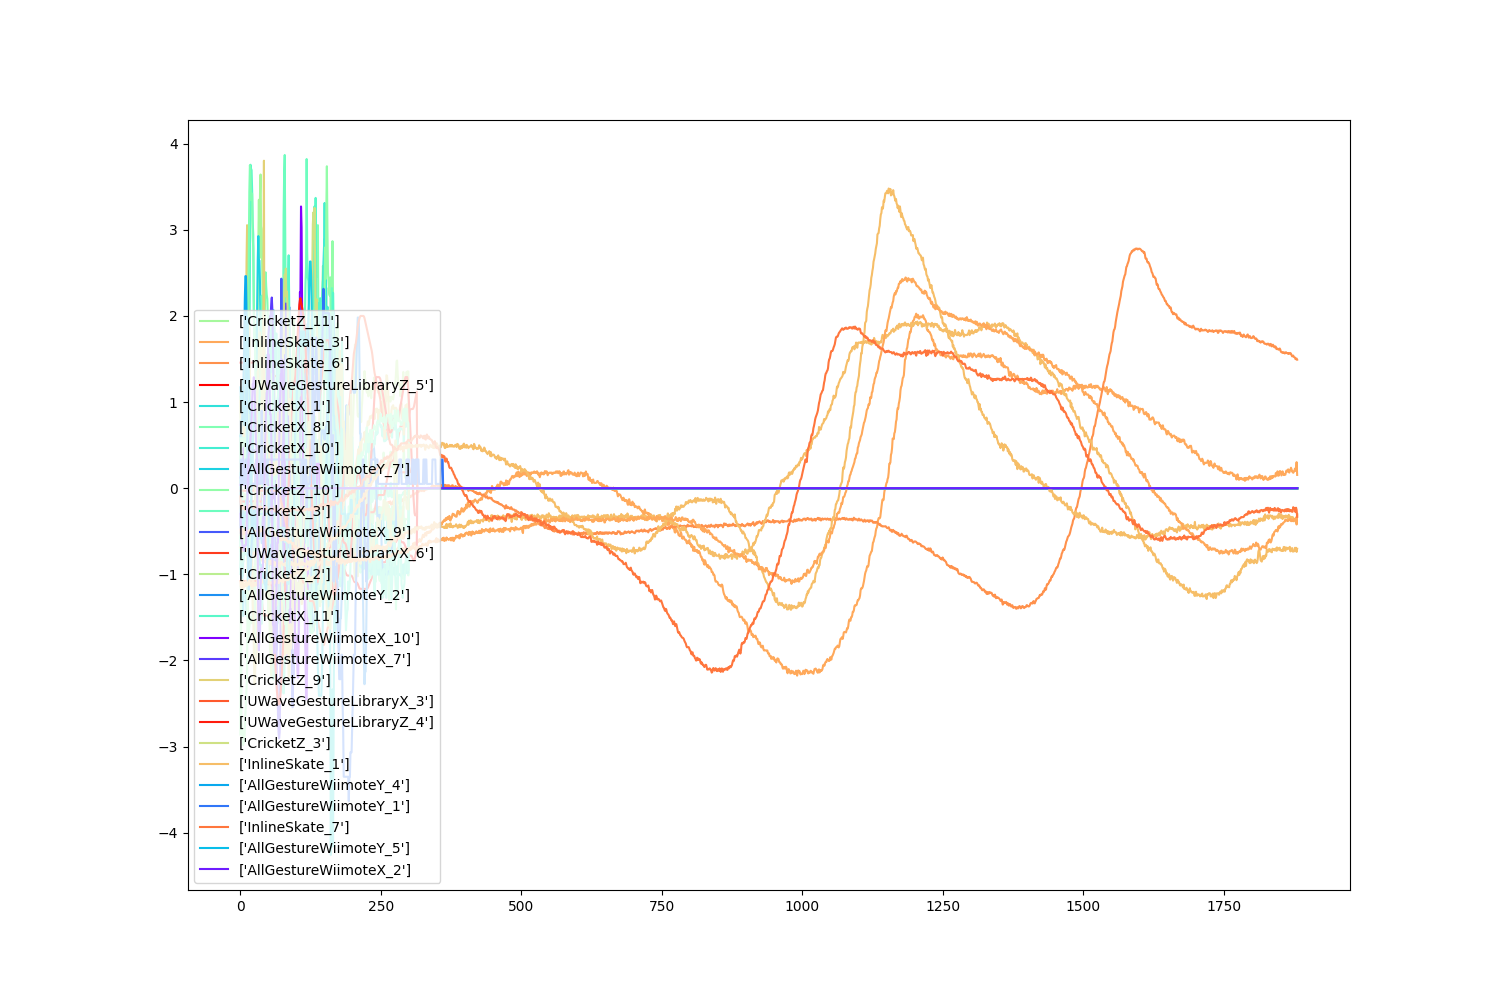 4
3
2
1
0
−1
−2
−3
−4
['CricketZ_11']
['InlineSkate_3']
['InlineSkate_6']
['UWaveGestureLibraryZ_5']
['CricketX_1']
['CricketX_8']
['CricketX_10']
['AllGestureWiimoteY_7']
['CricketZ_10']
['CricketX_3']
['AllGestureWiimoteX_9']
['UWaveGestureLibraryX_6']
['CricketZ_2']
['AllGestureWiimoteY_2']
['CricketX_11']
['AllGestureWiimoteX_10']
['AllGestureWiimoteX_7']
['CricketZ_9']
['UWaveGestureLibraryX_3']
['UWaveGestureLibraryZ_4']
['CricketZ_3']
['InlineSkate_1']
['AllGestureWiimoteY_4']
['AllGestureWiimoteY_1']
['InlineSkate_7']
['AllGestureWiimoteY_5']
['AllGestureWiimoteX_2']
0 250 500 750 1000 1250 1500 1750